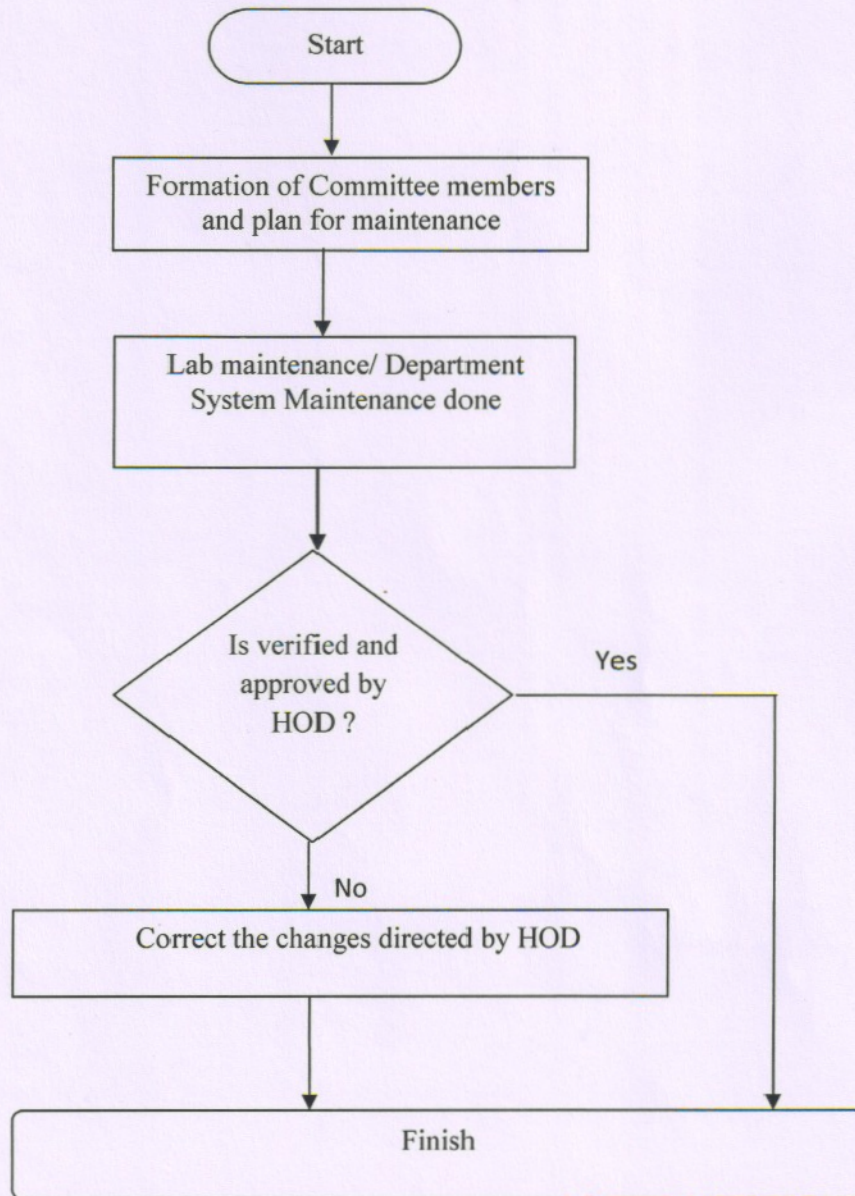 Start
Formation of Committee members
and plan for maintenance
Lab maintenance/ Department
System Maintenance done
Is verified and
approved by
HOD ?
Yes
No
Correct the changes directed by HOD
Finish